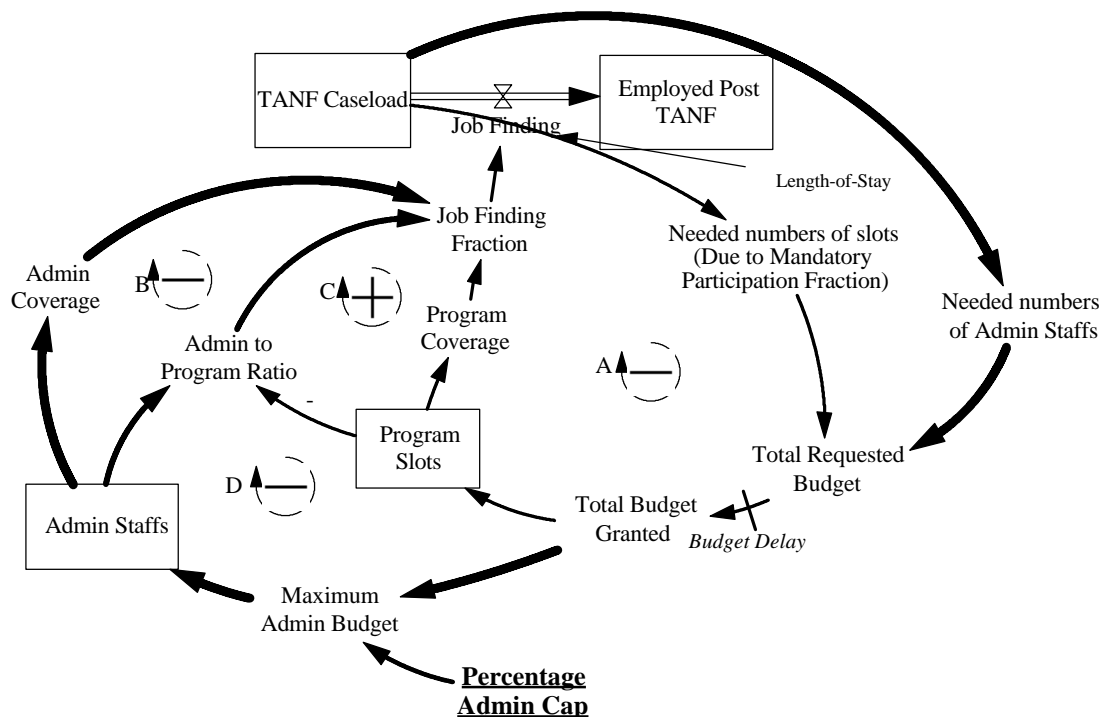 TANF Caseload
Employed Post
TANF
Job Finding
Length-of-Stay
Job Finding
Fraction
Needed numbers of slots
(Due to Mandatory
Participation Fraction)
Admin
Coverage
B
C
Needed numbers
of Admin Staffs
Program
Coverage
Admin to
Program Ratio
A
-
Program
Slots
Total Requested
Budget
D
Total Budget
Granted
Budget Delay
Admin Staffs
Maximum
Admin Budget
Percentage
Admin Cap